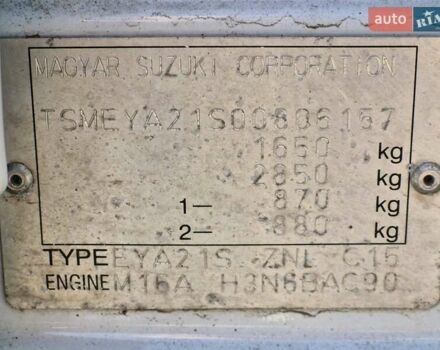 auto RIA
MAGYAR SUZUKI CORPORATION
TSMEYA21S00606157
1650 kg
2850 kg
1— 870 kg
2— 880 kg
TYPE EYA21S ZNL C15
ENGINE M16A H3N6BAC90